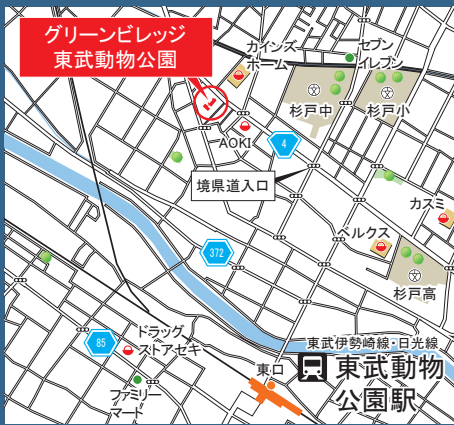 グリーンビレッジ
東武動物公園
カインズ
ホーム
セブン
イレブン
杉戸中
杉戸小
AOKI
4
境県道入口
カスミ
ベルクス
372
杉戸高
85
ドラッグ
ストアセキ
東武伊勢崎線・日光線
東口
東武動物
公園駅
ファミリー
マート
文
文
文